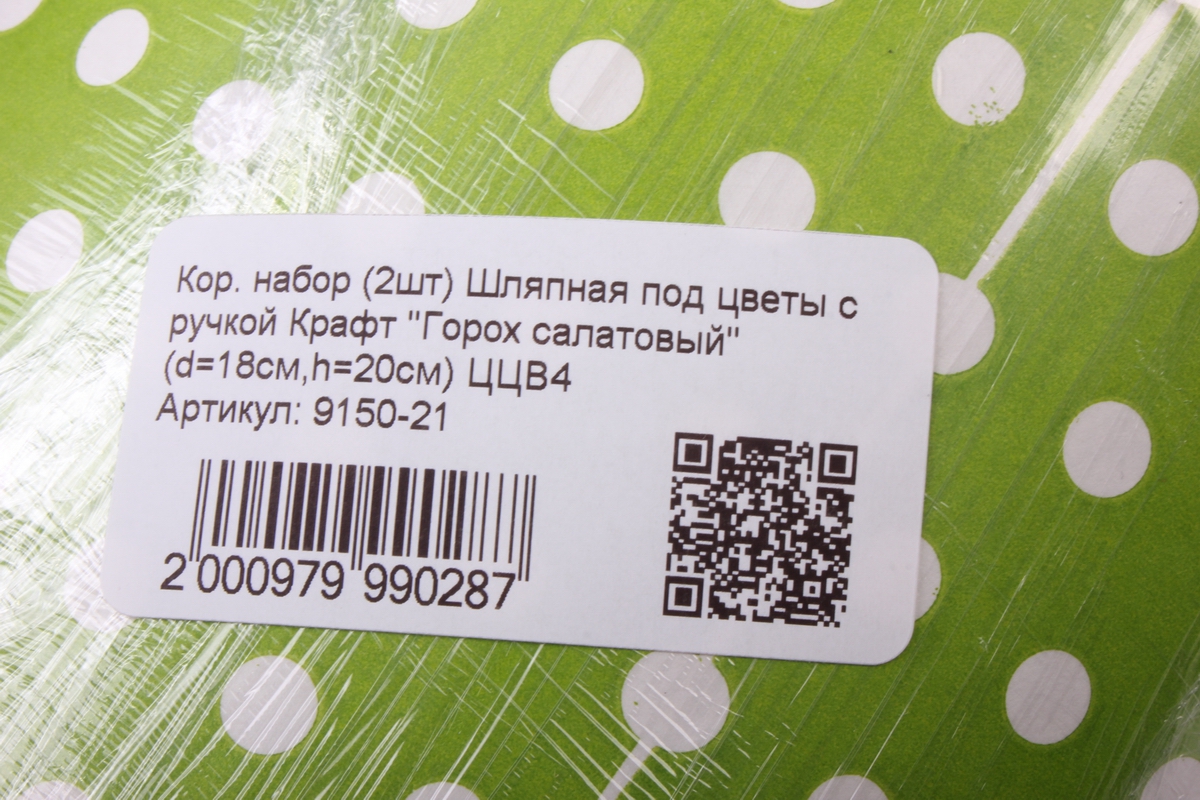 Кор. набор (2шт) Шляпная под цветы с
ручкой Крафт "Горох салатовый"
(d=18см,h=20см) ЦЦВ4
Артикул: 9150-21
2 000979 990287